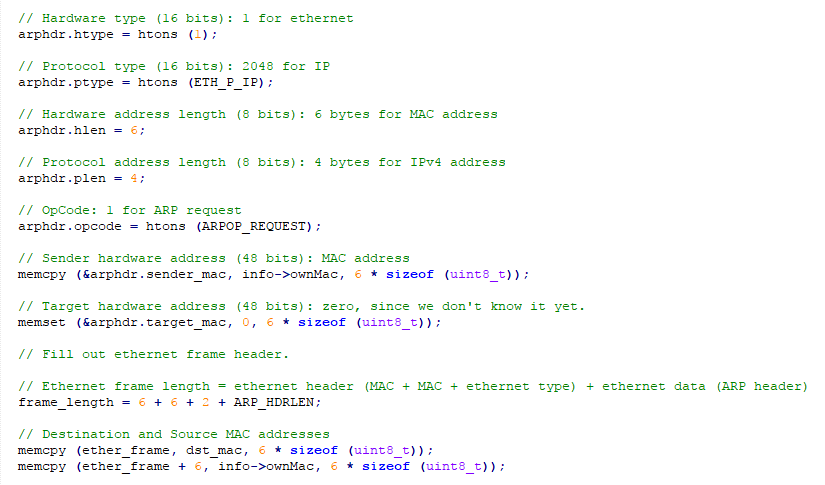 // Hardware type (16 bits): 1 for ethernet
arphdr.htype = htons (1);
// Protocol type (16 bits): 2048 for IP
arphdr.ptype = htons (ETH_P_IP);
// Hardware address length (8 bits): 6 bytes for MAC address
arphdr.hlen = 6;
// Protocol address length (8 bits): 4 bytes for IPv4 address
arphdr.plen = 4;
// OpCode: 1 for ARP request
arphdr.opcode = htons (ARPOP_REQUEST);
// Sender hardware address (48 bits): MAC address
memcpy (&arphdr.sender_mac, info->ownMac, 6 * sizeof (uint8_t));
// Target hardware address (48 bits): zero, since we don't know it yet.
memset (&arphdr.target_mac, 0, 6 * sizeof (uint8_t));
// Fill out ethernet frame header.
// Ethernet frame length = ethernet header (MAC + MAC + ethernet type) + ethernet data (ARP header)
frame_length = 6 + 6 + 2 + ARP_HDRLEN;
// Destination and Source MAC addresses
memcpy (ether_frame, dst_mac, 6 * sizeof (uint8_t));
memcpy (ether_frame + 6, info->ownMac, 6 * sizeof (uint8_t));